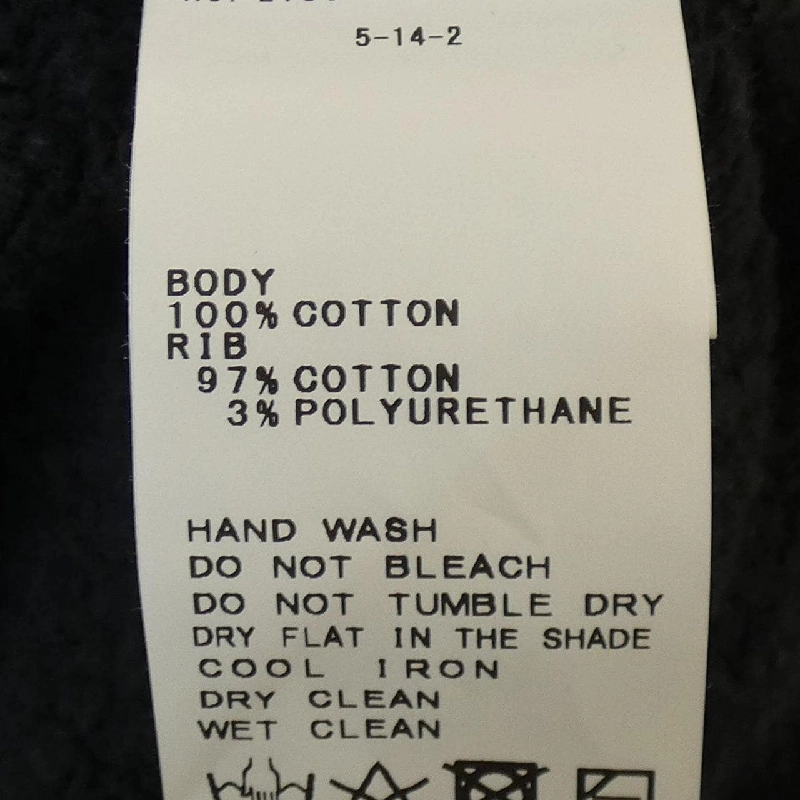 5-14-2
BODY
100% COTTON
RIB
97% COTTON
3% POLYURETHANE
HAND WASH
DO NOT BLEACH
DO NOT TUMBLE DRY
DRY FLAT IN THE SHADE
COOL IRON
DRY CLEAN
WET CLEAN